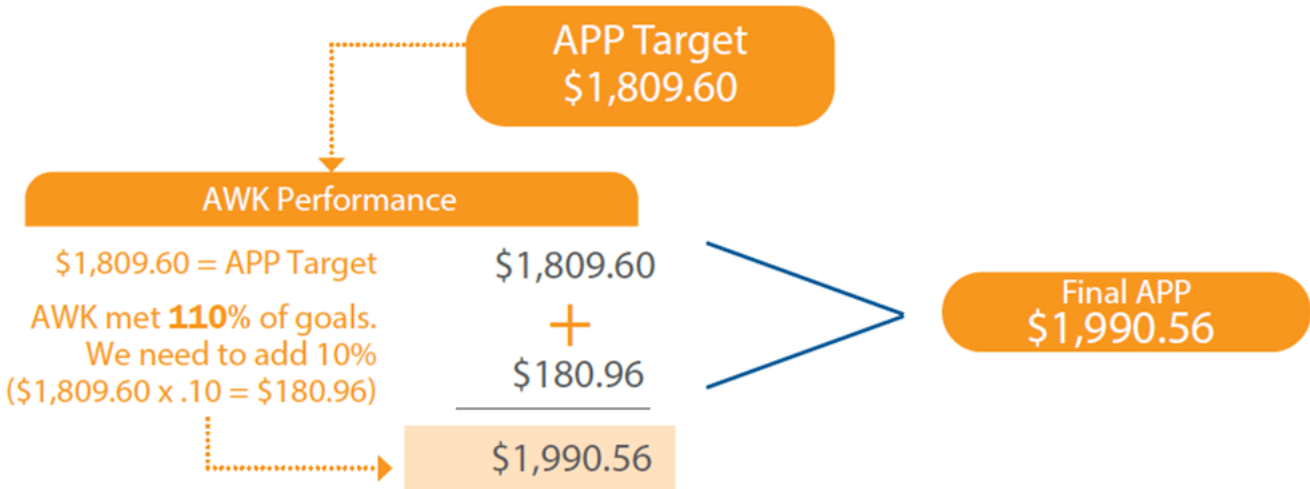 APP Target
$1,809.60
AWK Performance
$1,809.60 = APP Target
AWK met 110% of goals.
We need to add 10%
($1,809.60 x .10 = $180.96)
$1,809.60
+
$180.96
$1,990.56
Final APP
$1,990.56